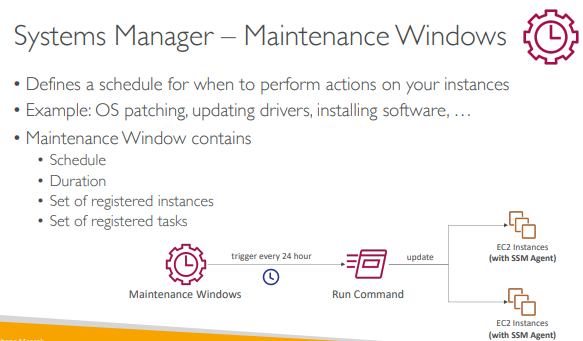 Systems Manager – Maintenance Windows
• Defines a schedule for when to perform actions on your instances
• Example: OS patching, updating drivers, installing software, …
• Maintenance Window contains
• Schedule
• Duration
• Set of registered instances
• Set of registered tasks
trigger every 24 hour
update
Maintenance Windows
Run Command
EC2 Instances
(with SSM Agent)
EC2 Instances
(with SSM Agent)